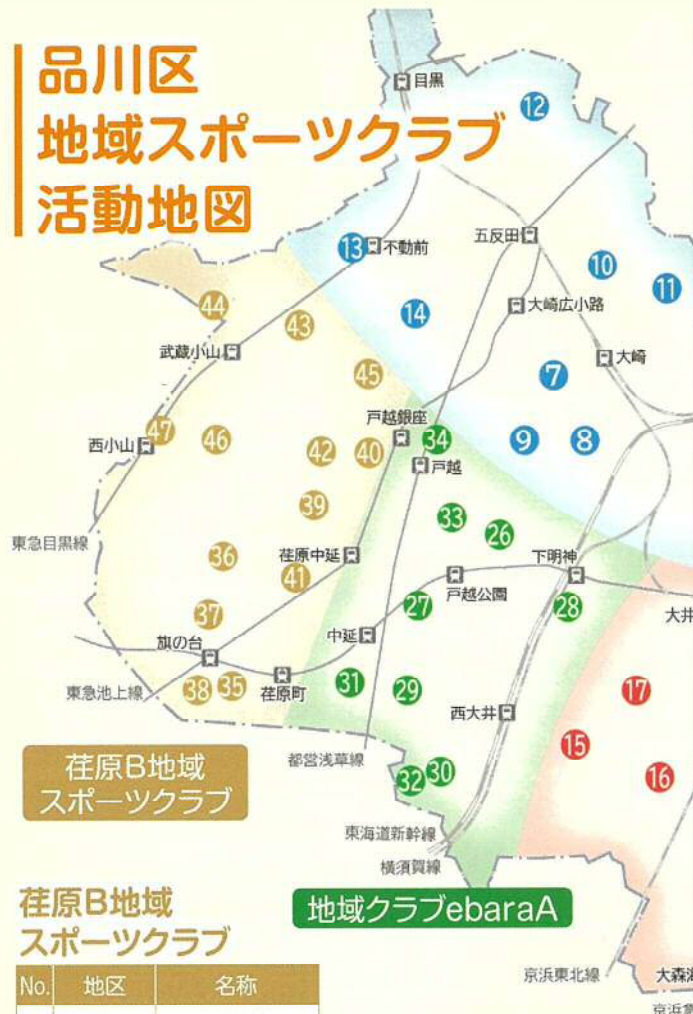 品川区
地域スポーツクラブ
活動地図
目黒
12
13
不動前
五反田
10
11
44
43
14
大崎広小路
武蔵小山
大崎
45
7
47
46
西小山
戸越銀座
34
9
8
42
40
戸越
39
33
26
東急目黒線
36
荏原中延
下明神
41
戸越公園
27
28
37
中延
大井
旗の台
東急池上線
38
35
荏原町
31
29
17
西大井
15
都営浅草線
32
30
16
荏原B地域
スポーツクラブ
東海道新幹線
横須賀線
荏原B地域
スポーツクラブ
地域クラブebaraA
No.
地区
名称
京浜東北線
大森海
京浜急